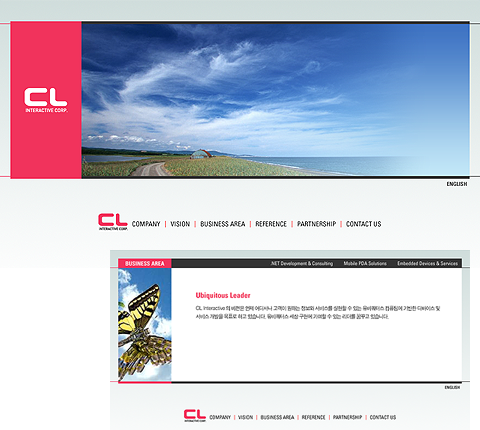 CL
INTERACTIVE CORP.
ENGLISH
CL
INTERACTIVE CORP.
COMPANY | VISION | BUSINESS AREA | REFERENCE | PARTNERSHIP | CONTACT US
BUSINESS AREA
.NET Development & Consulting Mobile PDA Solutions Embedded Devices & Services
Ubiquitous Leader
CL Interactive 의 비전은 언제 어디서나 고객이 원하는 정보와 서비스를 실현할 수 있는 유비쿼터스 컴퓨팅에 기반한 디바이스 및
서비스 개발을 목표로 하고 있습니다. 유비쿼터스 세상 구현에 기여할 수 있는 리더를 꿈꾸고 있습니다.
ENGLISH
CL
INTERACTIVE CORP.
COMPANY | VISION | BUSINESS AREA | REFERENCE | PARTNERSHIP | CONTACT US